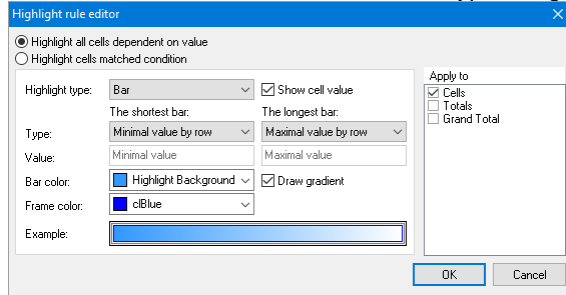 Highlight rule editor
Highlight all cells dependent on value
Highlight cells matched condition
Apply to
Highlight type: Bar Show cell value
Cells
Totals
Grand Total
The shortest bar: The longest bar:
Type: Minimal value by row Maximal value by row
Value: Minimal value Maximal value
Bar color: Highlight Background Draw gradient
Frame color: clBlue
Example:
OK Cancel